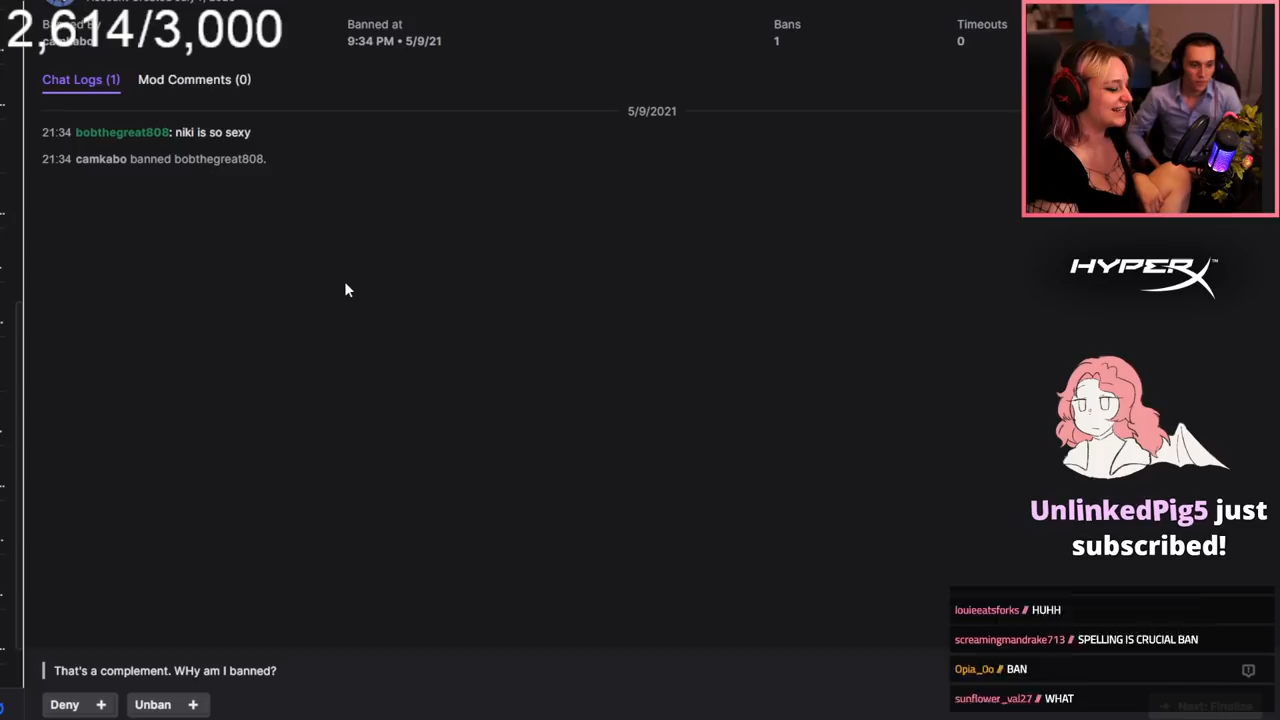 2,614/3,000
Banned at
Bans
Timeouts
9:34 PM • 5/9/21
1
0
Chat Logs (1)
Mod Comments (0)
5/9/2021
21:34 bobthegreat808: niki is so sexy
21:34 camkabo banned bobthegreat808.
HYPERX™
UnlinkedPig5 just
subscribed!
louieeatsforks // HUHH
screamingmandrake713 // SPELLING IS CRUCIAL BAN
Opia_0o // BAN
sunflower_val27 // WHAT
That's a complement. WHy am I banned?
Deny +
Unban +
Next: Finalize